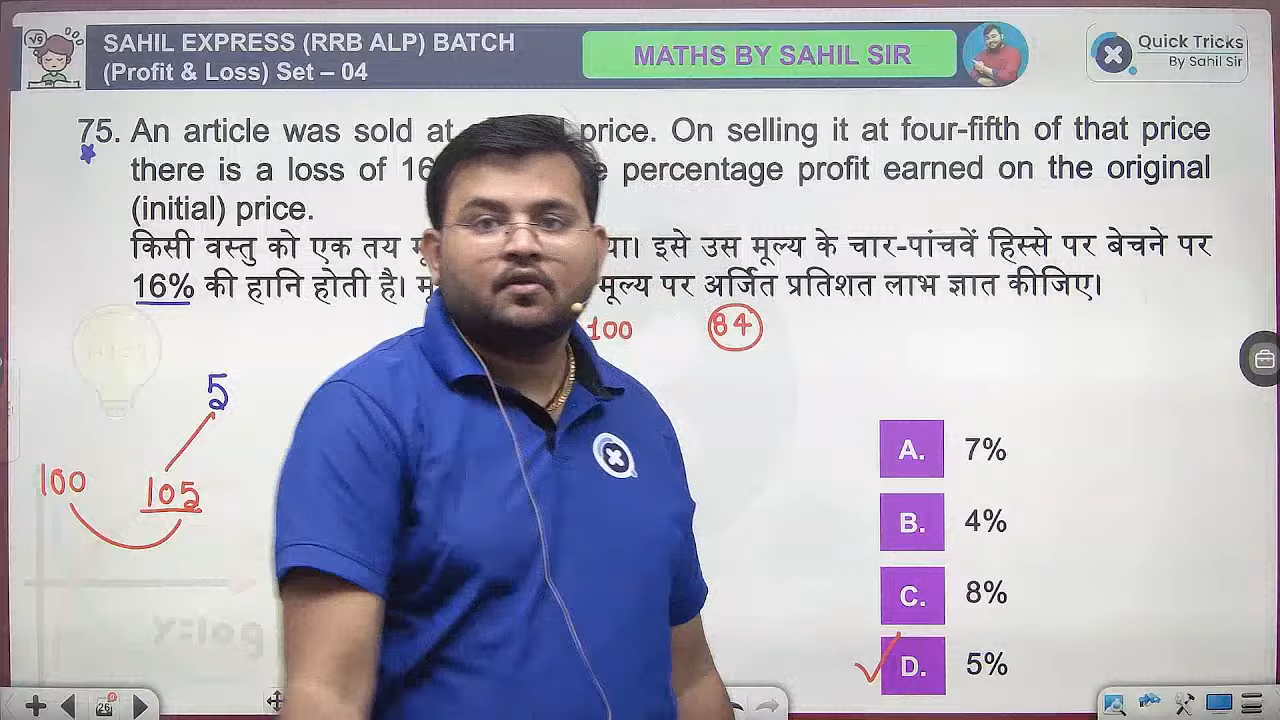 SAHIL EXPRESS (RRB ALP) BATCH
(Profit & Loss) Set – 04
MATHS BY SAHIL SIR
Quick Tricks
By Sahil Sir
75. An article was sold at price. On selling it at four-fifth of that price
there is a loss of 16 percentage profit earned on the original
(initial) price.
किसी वस्तु को एक तय इसे उस मूल्य के चार-पांचवें हिस्से पर बेचने पर
16% की हानि होती है। मूल्य पर अर्जित प्रतिशत लाभ ज्ञात कीजिए।
100 84
5
100 105
A. 7%
B. 4%
C. 8%
D. 5%
26